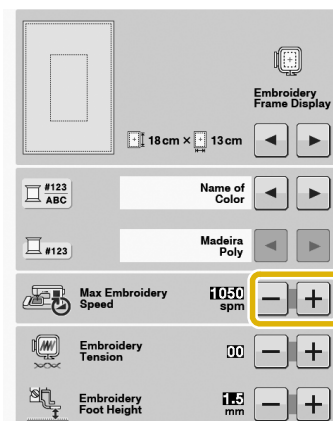 Embroidery
Frame Display
18 cm × 13 cm
#123
ABC
Name of
Color
#123
Madeira
Poly
Max Embroidery
Speed
1050
spm
Embroidery
Tension
00
Embroidery
Foot Height
1.5
mm